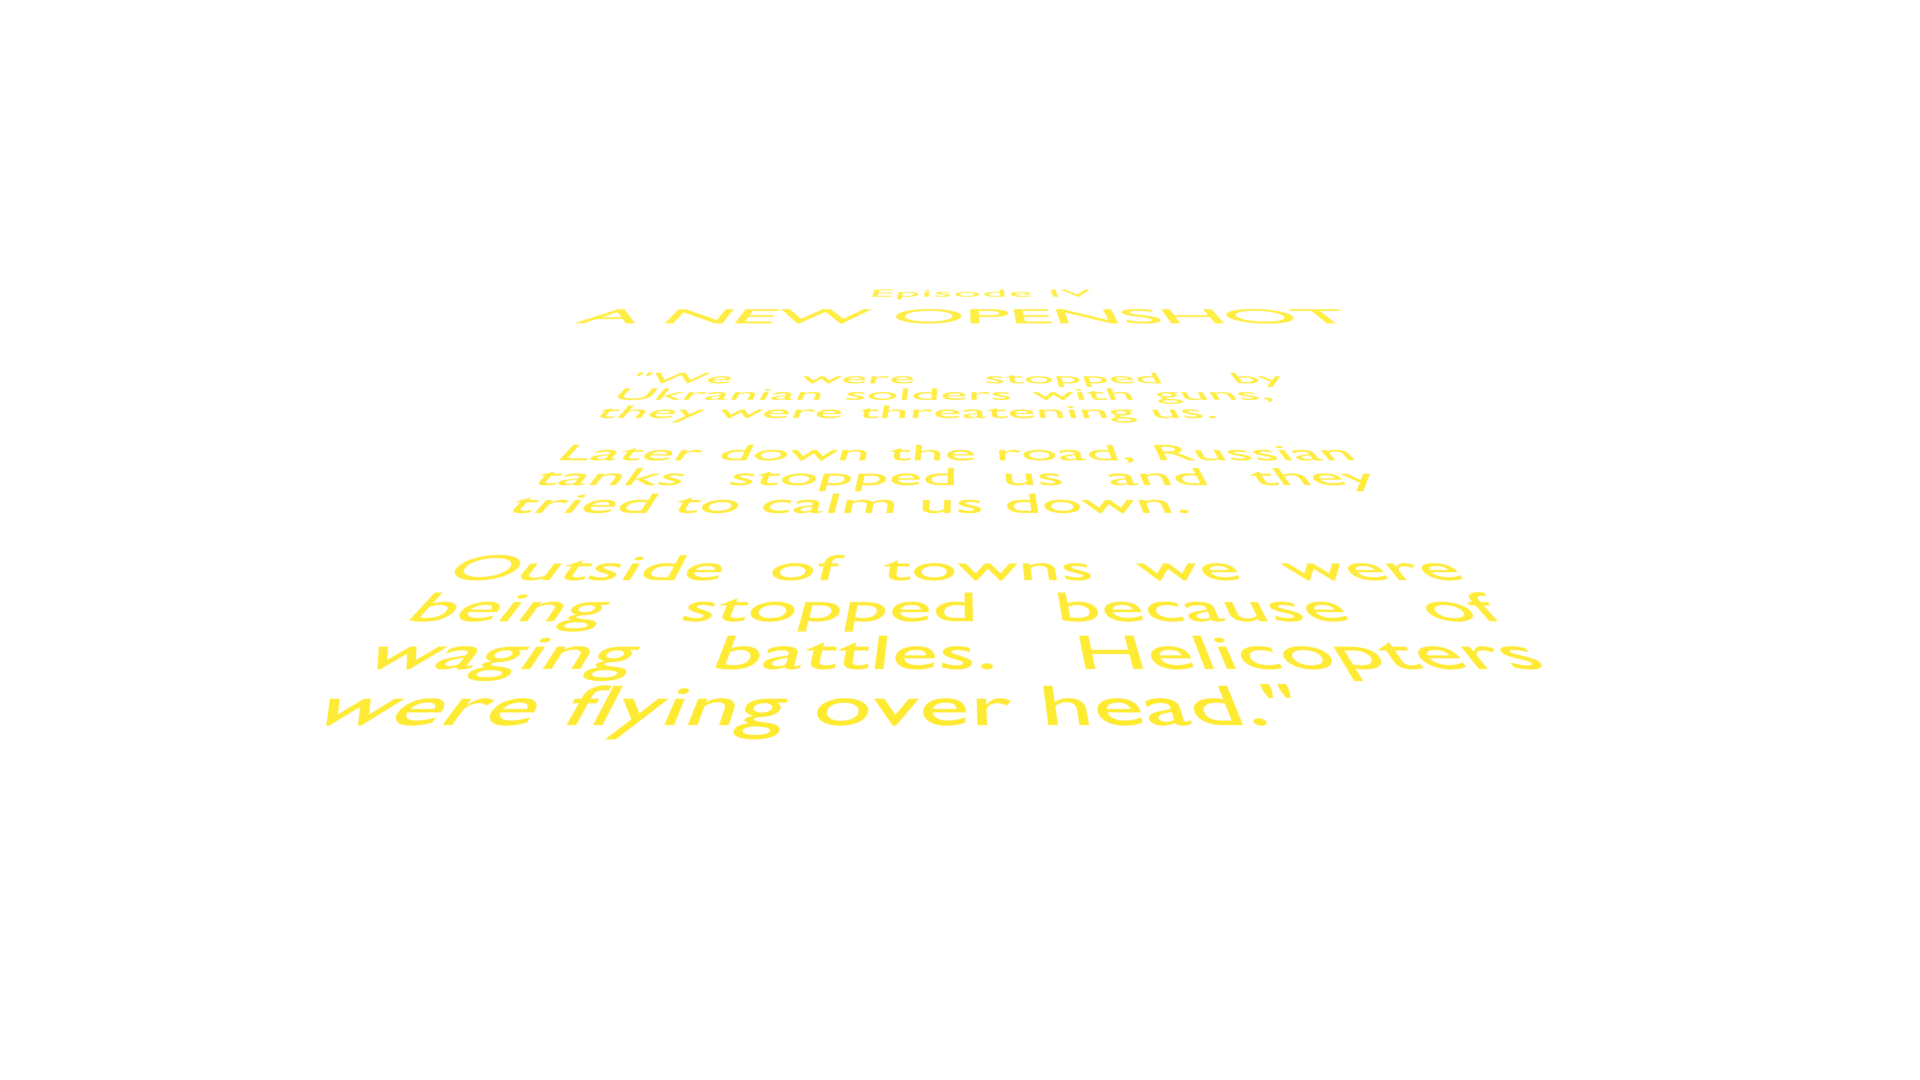 Episode IV
A NEW OPENSHOT
"We were stopped by
Ukranian solders with guns,
they were threatening us.
Later down the road, Russian
tanks stopped us and they
tried to calm us down.
Outside of towns we were
being stopped because of
waging battles. Helicopters
were flying over head."